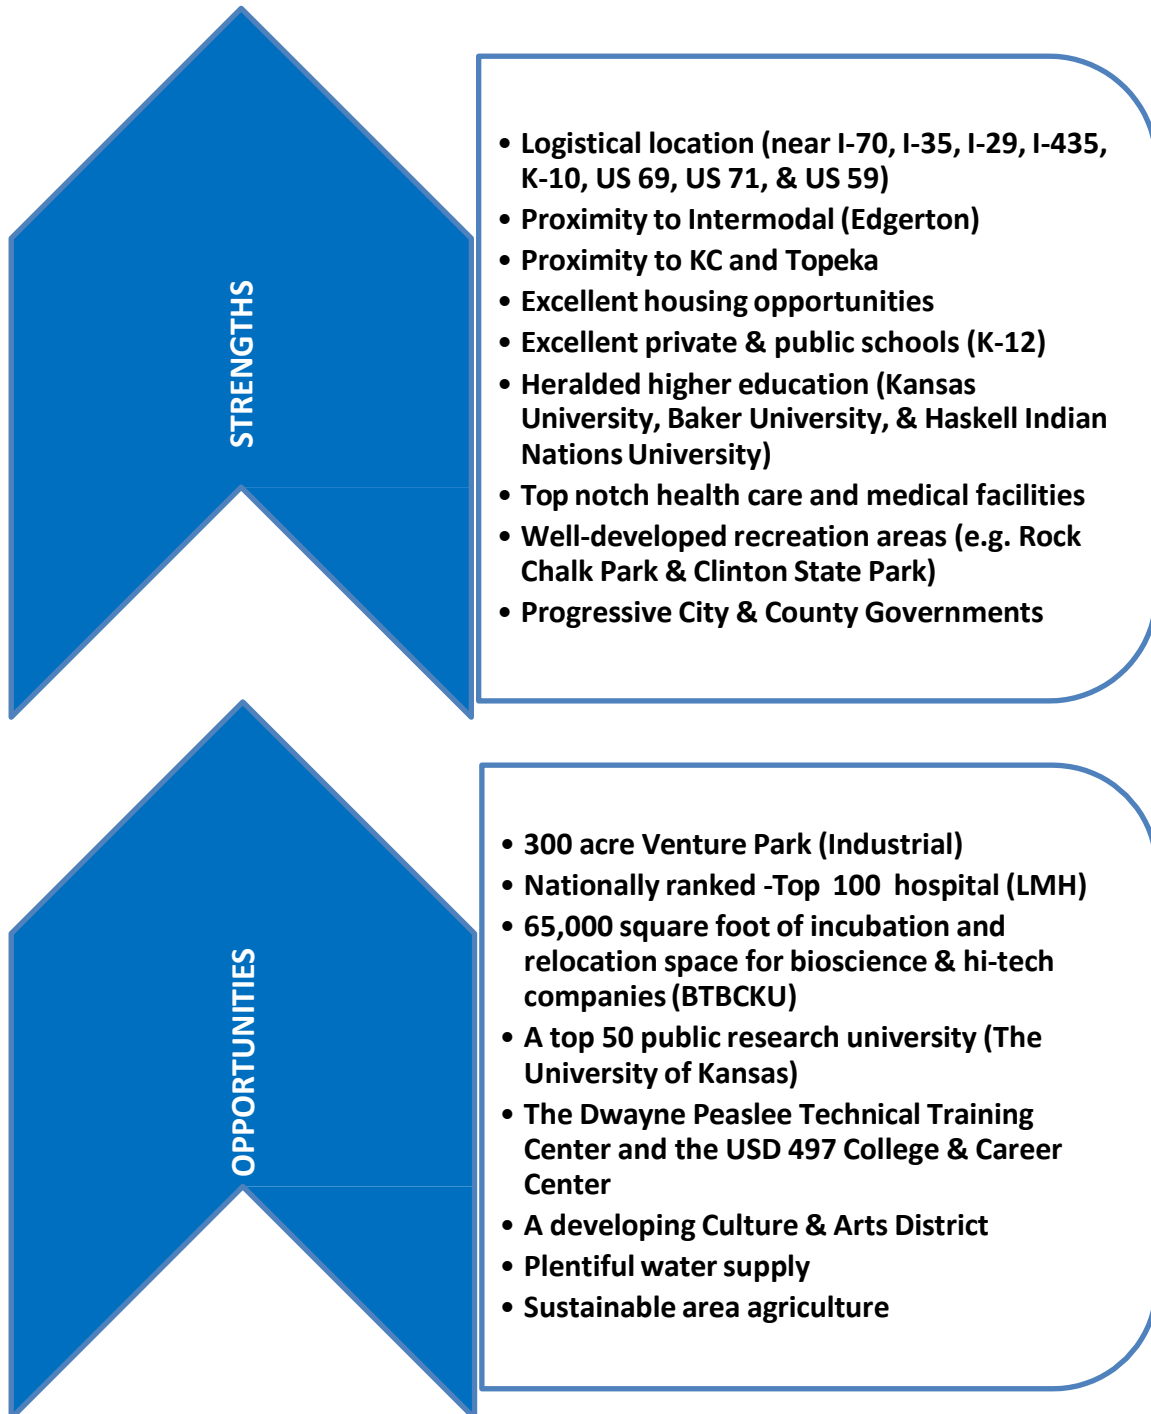 STRENGTHS
• Logistical location (near I-70, I-35, I-29, I-435,
K-10, US 69, US 71, & US 59)
• Proximity to Intermodal (Edgerton)
• Proximity to KC and Topeka
• Excellent housing opportunities
• Excellent private & public schools (K-12)
• Heralded higher education (Kansas
University, Baker University, & Haskell Indian
Nations University)
• Top notch health care and medical facilities
• Well-developed recreation areas (e.g. Rock
Chalk Park & Clinton State Park)
• Progressive City & County Governments
OPPORTUNITIES
• 300 acre Venture Park (Industrial)
• Nationally ranked -Top 100 hospital (LMH)
• 65,000 square foot of incubation and
relocation space for bioscience & hi-tech
companies (BTBCKU)
• A top 50 public research university (The
University of Kansas)
• The Dwayne Peaslee Technical Training
Center and the USD 497 College & Career
Center
• A developing Culture & Arts District
• Plentiful water supply
• Sustainable area agriculture